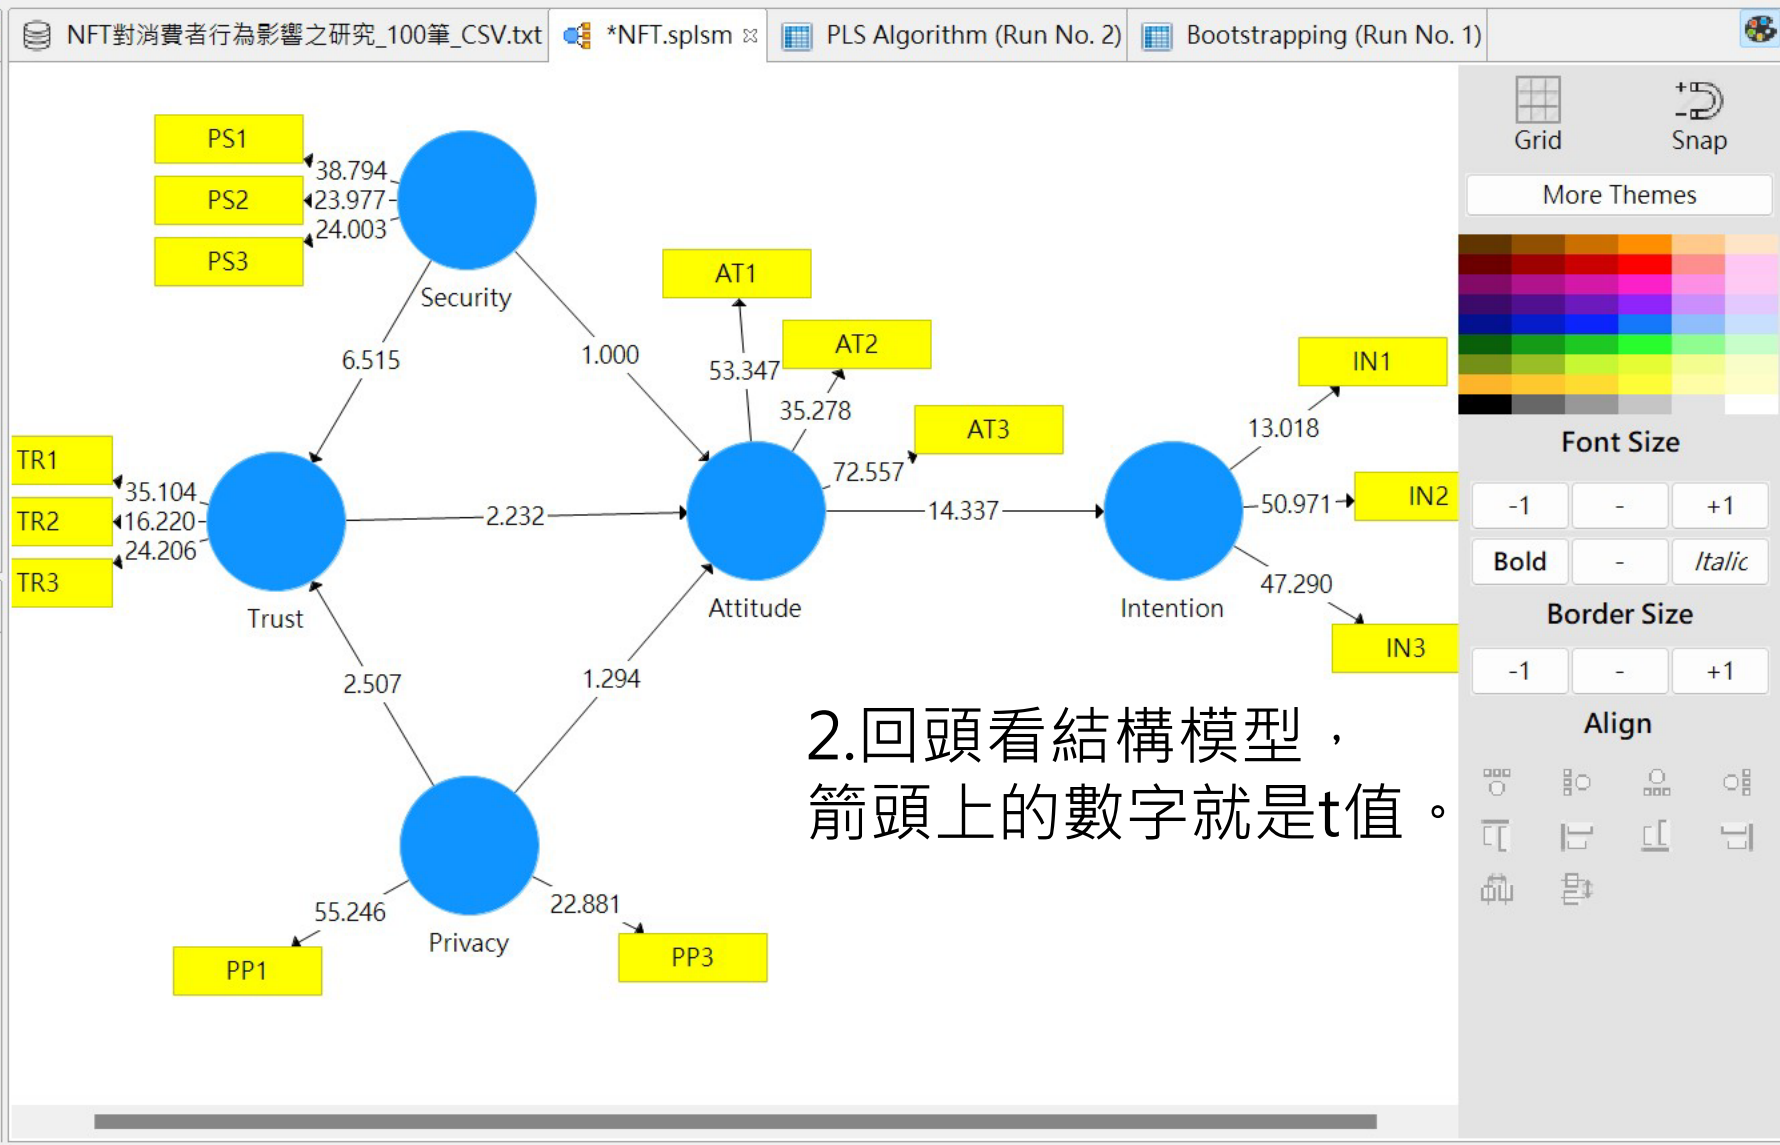 NFT對消費者行為影響之研究_100筆_CSV.txt
*NFT.splsm
PLS Algorithm (Run No. 2)
Bootstrapping (Run No. 1)
Grid
Snap
More Themes
PS1
38.794
PS2
23.977
24.003
PS3
Security
AT1
AT2
6.515
1.000
53.347
35.278
IN1
AT3
13.018
72.557
TR1
35.104
TR2
16.220
24.206
TR3
2.232
14.337
50.971
IN2
47.290
Trust
Attitude
Intention
IN3
2.507
1.294
2.回頭看結構模型，
箭頭上的數字就是t值。
55.246
22.881
Privacy
PP1
PP3
Font Size
-1
-
+1
Bold
-
Italic
Border Size
-1
-
+1
Align